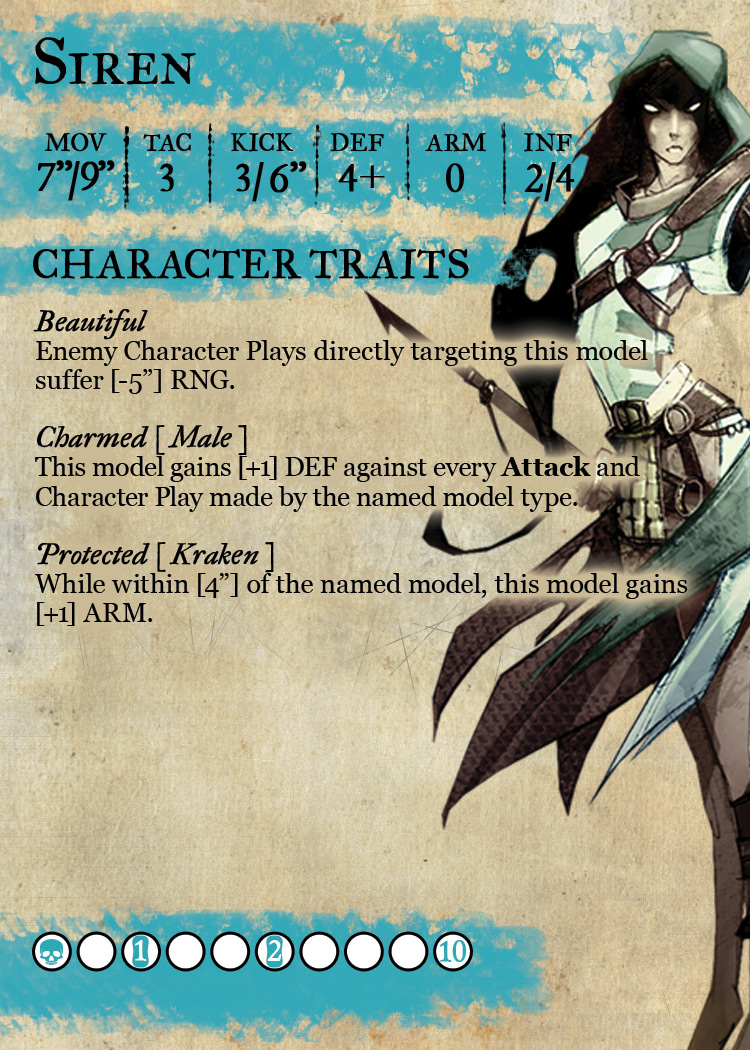 Siren
MOV TAC KICK DEF ARM INF
7”/9” 3 3/6” 4+ 0 2/4
CHARACTER TRAITS
Beautiful
Enemy Character Plays directly targeting this model
suffer [-5”] RNG.
Charmed [ Male ]
This model gains [+1] DEF against every Attack and
Character Play made by the named model type.
Protected [ Kraken ]
While within [4”] of the named model, this model gains
[+1] ARM.
1 2 10